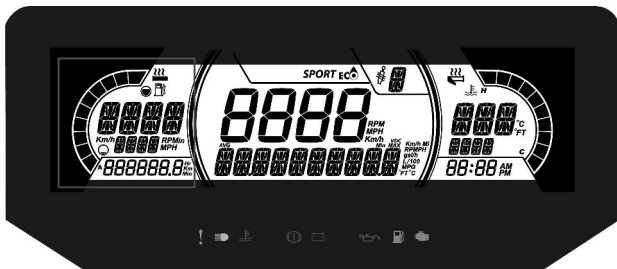 SPORT ECO
H
8888
RPM
MPH
Km/h
°C
°FT
Km/h
RPMin
MPH
AVG
Min
VDC
MAX
Km/h MI
RPMPH
gal/h
L/100
MPG
FT°C
C
888888.8
Hr
Km
Min
88:88
AM
PM